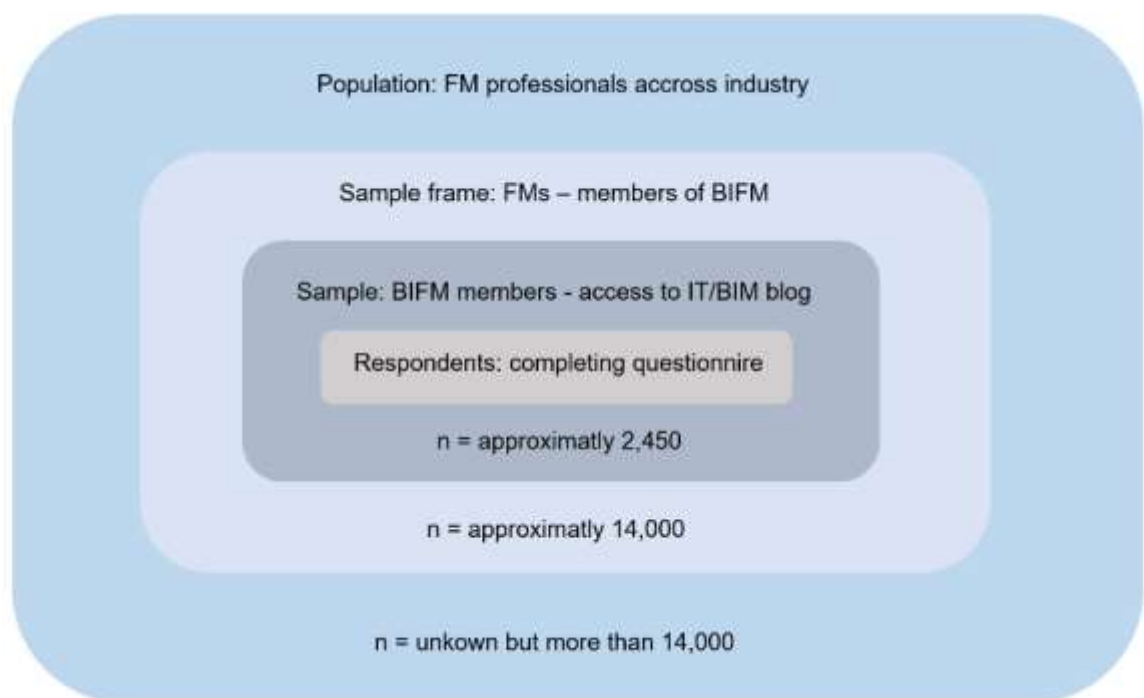 Population: FM professionals accross industry
Sample frame: FMs – members of BIFM
Sample: BIFM members - access to IT/BIM blog
Respondents: completing questionnire
n = approximatly 2,450
n = approximatly 14,000
n = unkown but more than 14,000